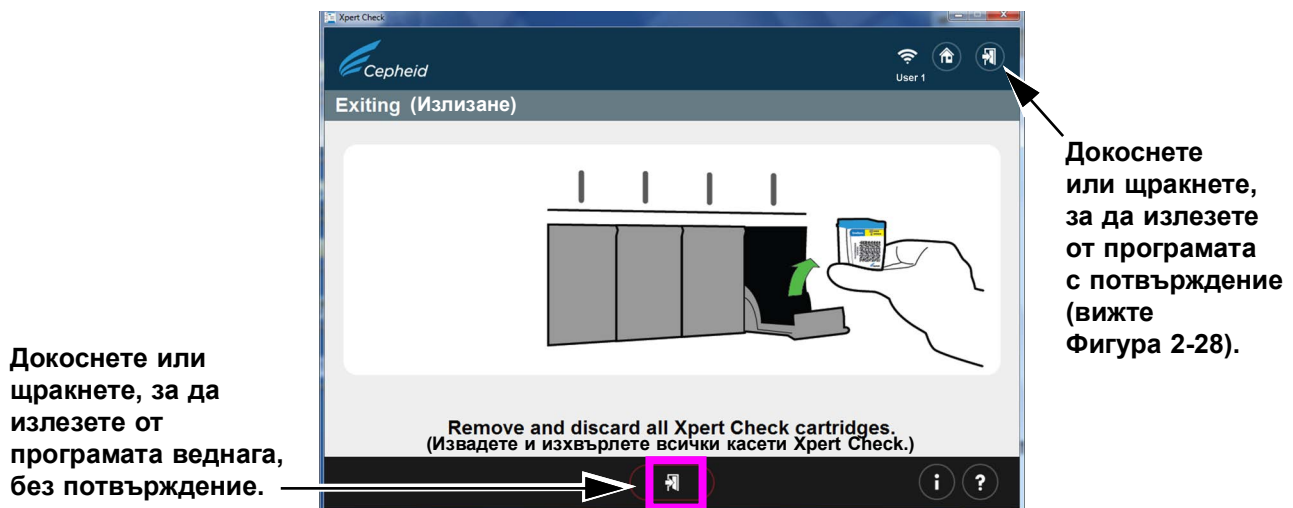 Xpert Check
Cepheid
User 1
Exiting (Излизане)
Докоснете
или щракнете,
за да излезете
от програмата
с потвърждение
(вижте
Фигура 2-28).
Докоснете или
щракнете, за да
излезете от
програмата веднага,
без потвърждение.
Remove and discard all Xpert Check cartridges.
(Извадете и изхвърлете всички касети Xpert Check.)
i ?